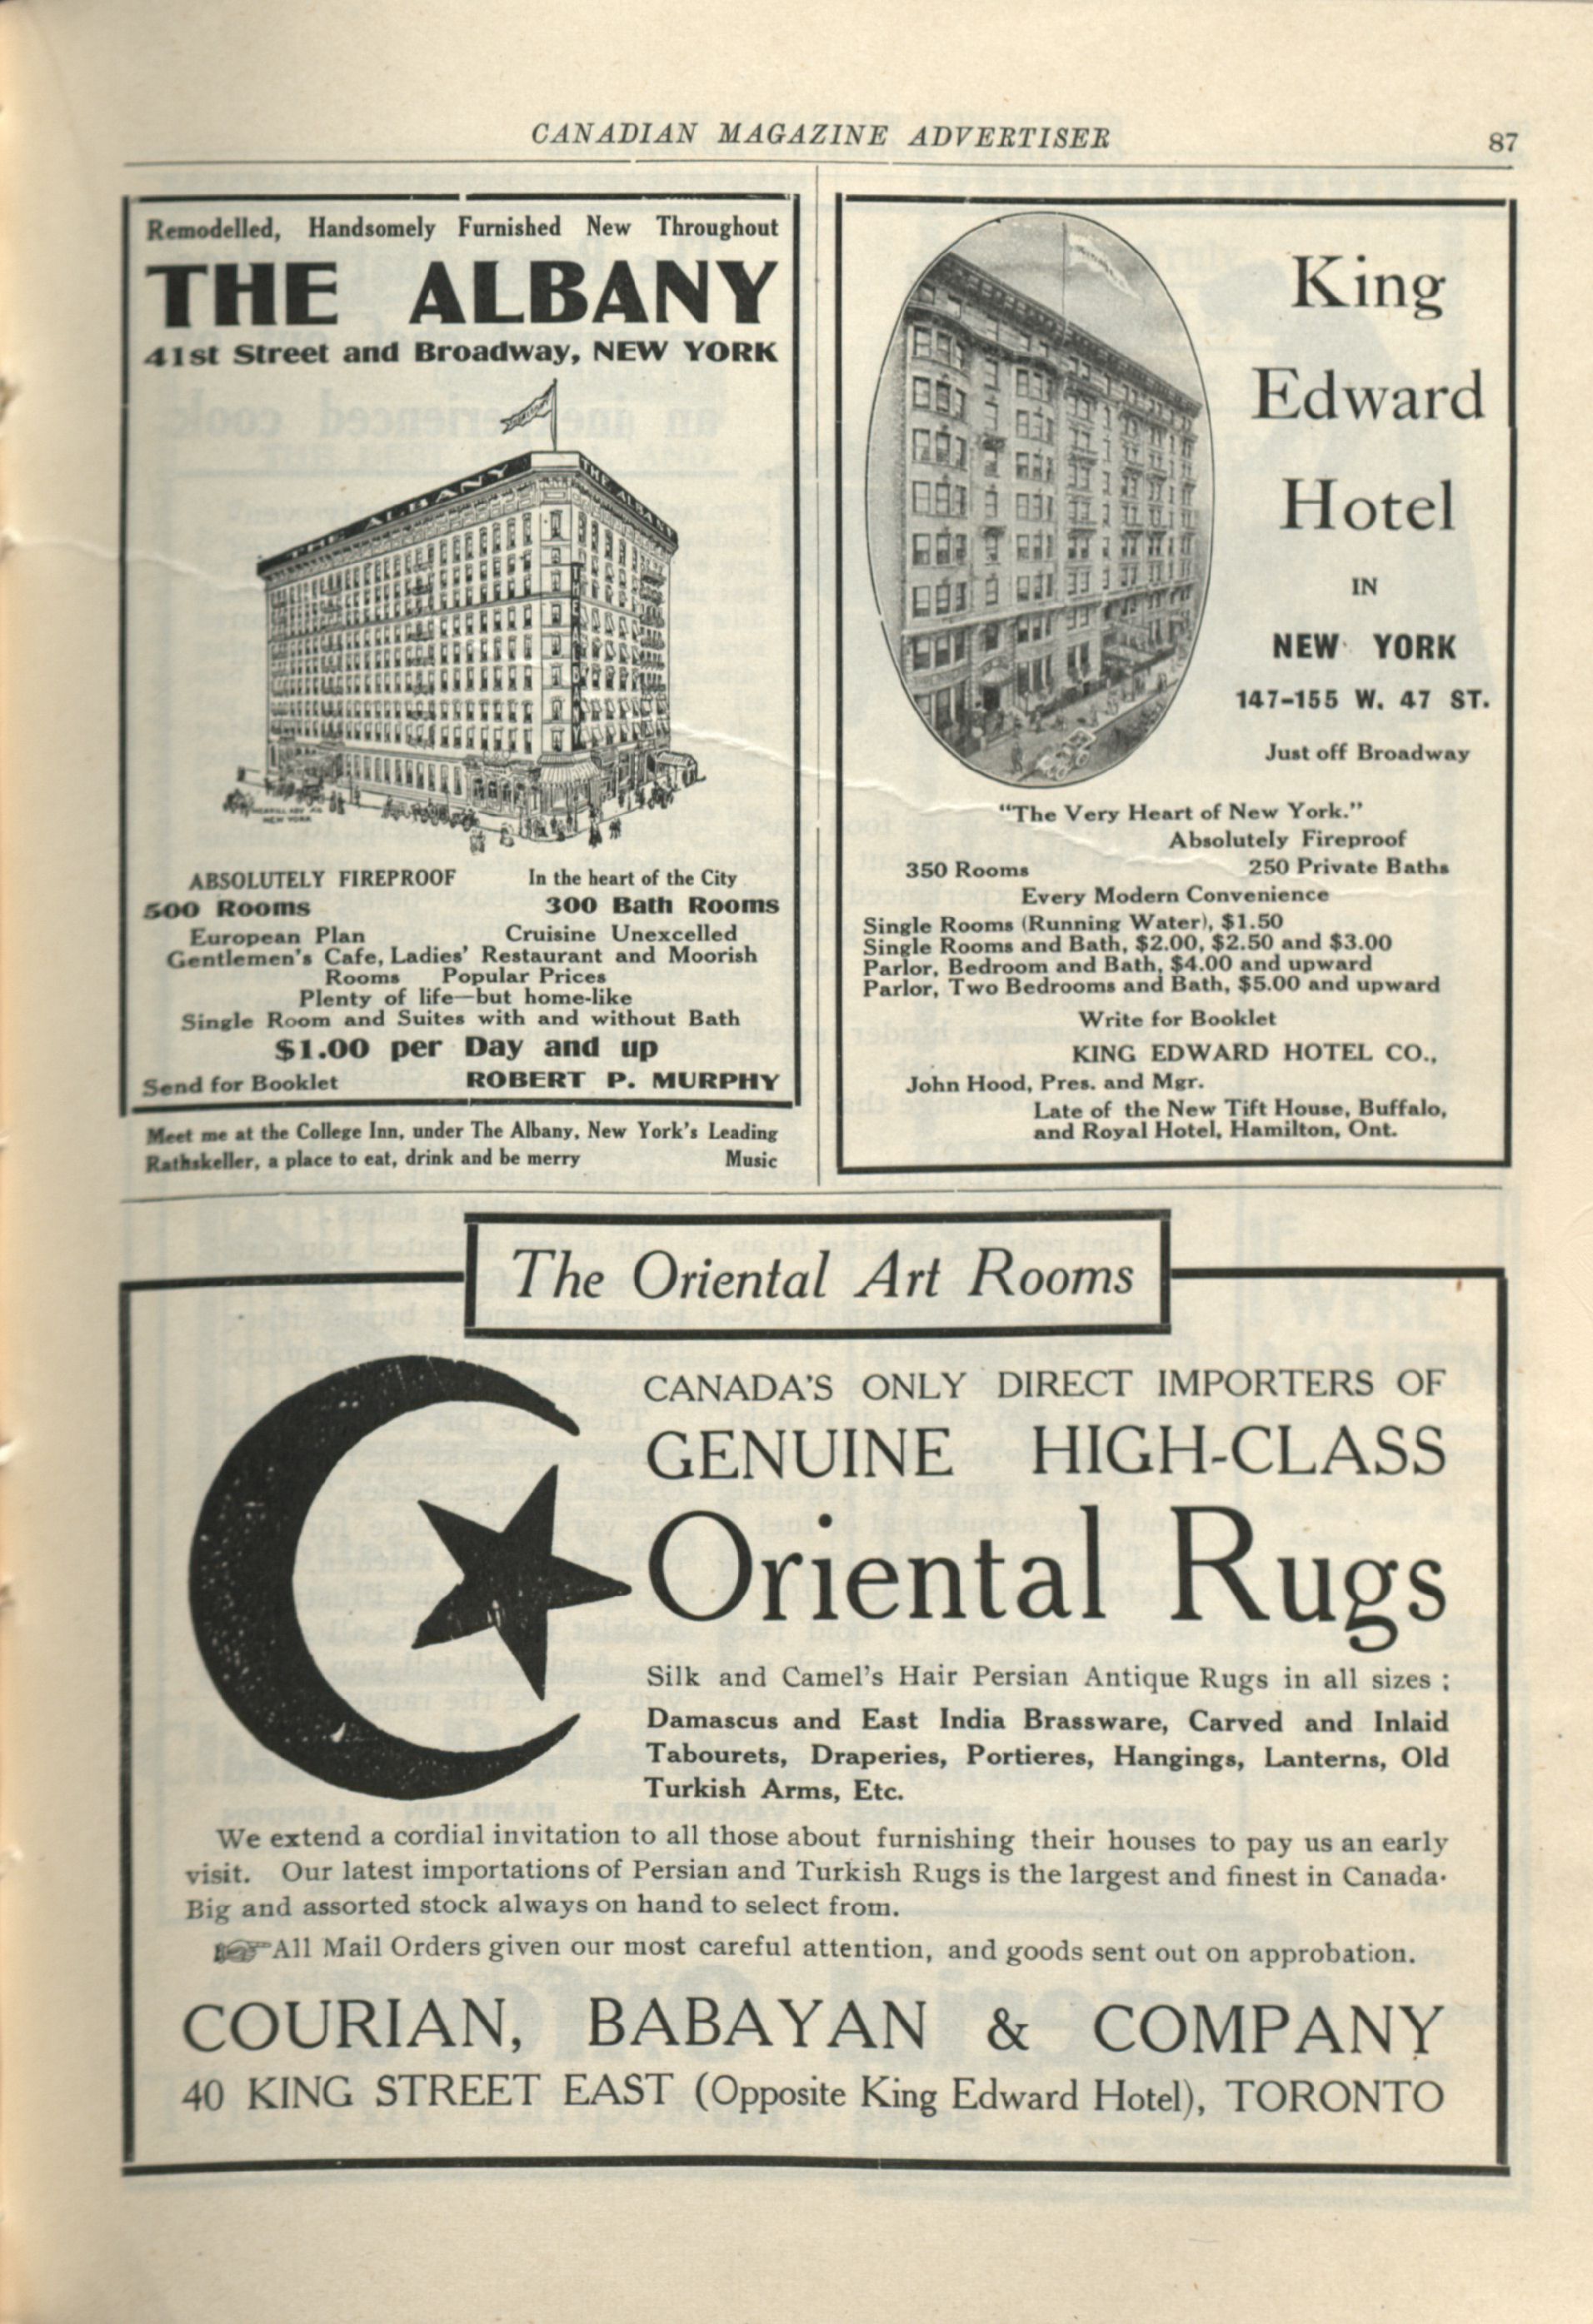 CANADIAN MAGAZINE ADVERTISER
87
Remodelled, Handsomely Furnished New Throughout
THE ALBANY
41st Street and Broadway, NEW YORK
THE ALBANY
THE ALBANY
ABSOLUTELY FIREPROOF In the heart of the City
500 Rooms 300 Bath Rooms
European Plan Cruisine Unexcelled
Gentlemen's Cafe, Ladies' Restaurant and Moorish
Rooms Popular Prices
Plenty of life—but home-like
Single Room and Suites with and without Bath
$1.00 per Day and up
Send for Booklet ROBERT P. MURPHY
Meet me at the College Inn, under The Albany, New York's Leading
Rathskeller, a place to eat, drink and be merry Music
King
Edward
Hotel
IN
NEW YORK
147-155 W. 47 ST.
Just off Broadway
"The Very Heart of New York."
Absolutely Fireproof
350 Rooms 250 Private Baths
Every Modern Convenience
Single Rooms (Running Water), $1.50
Single Rooms and Bath, $2.00, $2.50 and $3.00
Parlor, Bedroom and Bath, $4.00 and upward
Parlor, Two Bedrooms and Bath, $5.00 and upward
Write for Booklet
KING EDWARD HOTEL CO.,
John Hood, Pres. and Mgr.
Late of the New Tift House, Buffalo,
and Royal Hotel, Hamilton, Ont.
The Oriental Art Rooms
CANADA'S ONLY DIRECT IMPORTERS OF
GENUINE HIGH-CLASS
Oriental Rugs
Silk and Camel's Hair Persian Antique Rugs in all sizes ;
Damascus and East India Brassware, Carved and Inlaid
Tabourets, Draperies, Portieres, Hangings, Lanterns, Old
Turkish Arms, Etc.
We extend a cordial invitation to all those about furnishing their houses to pay us an early
visit. Our latest importations of Persian and Turkish Rugs is the largest and finest in Canada.
Big and assorted stock always on hand to select from.
☞All Mail Orders given our most careful attention, and goods sent out on approbation.
COURIAN, BABAYAN & COMPANY
40 KING STREET EAST (Opposite King Edward Hotel), TORONTO